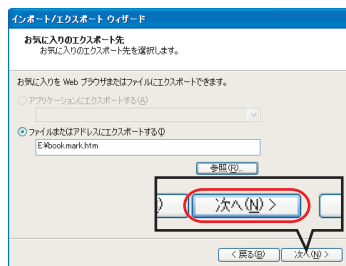 インポート/エクスポート ウィザード
お気に入りのエクスポート先
お気に入りのエクスポート先を選択します。
お気に入りを Web ブラウザまたはファイルにエクスポートできます。
アプリケーションにエクスポートする(A)
ファイルまたはアドレスにエクスポートする(I)
E:¥bookmark.htm
参照(R)...
)
次へ(N) >
< 戻る(B)
次へ(N) >